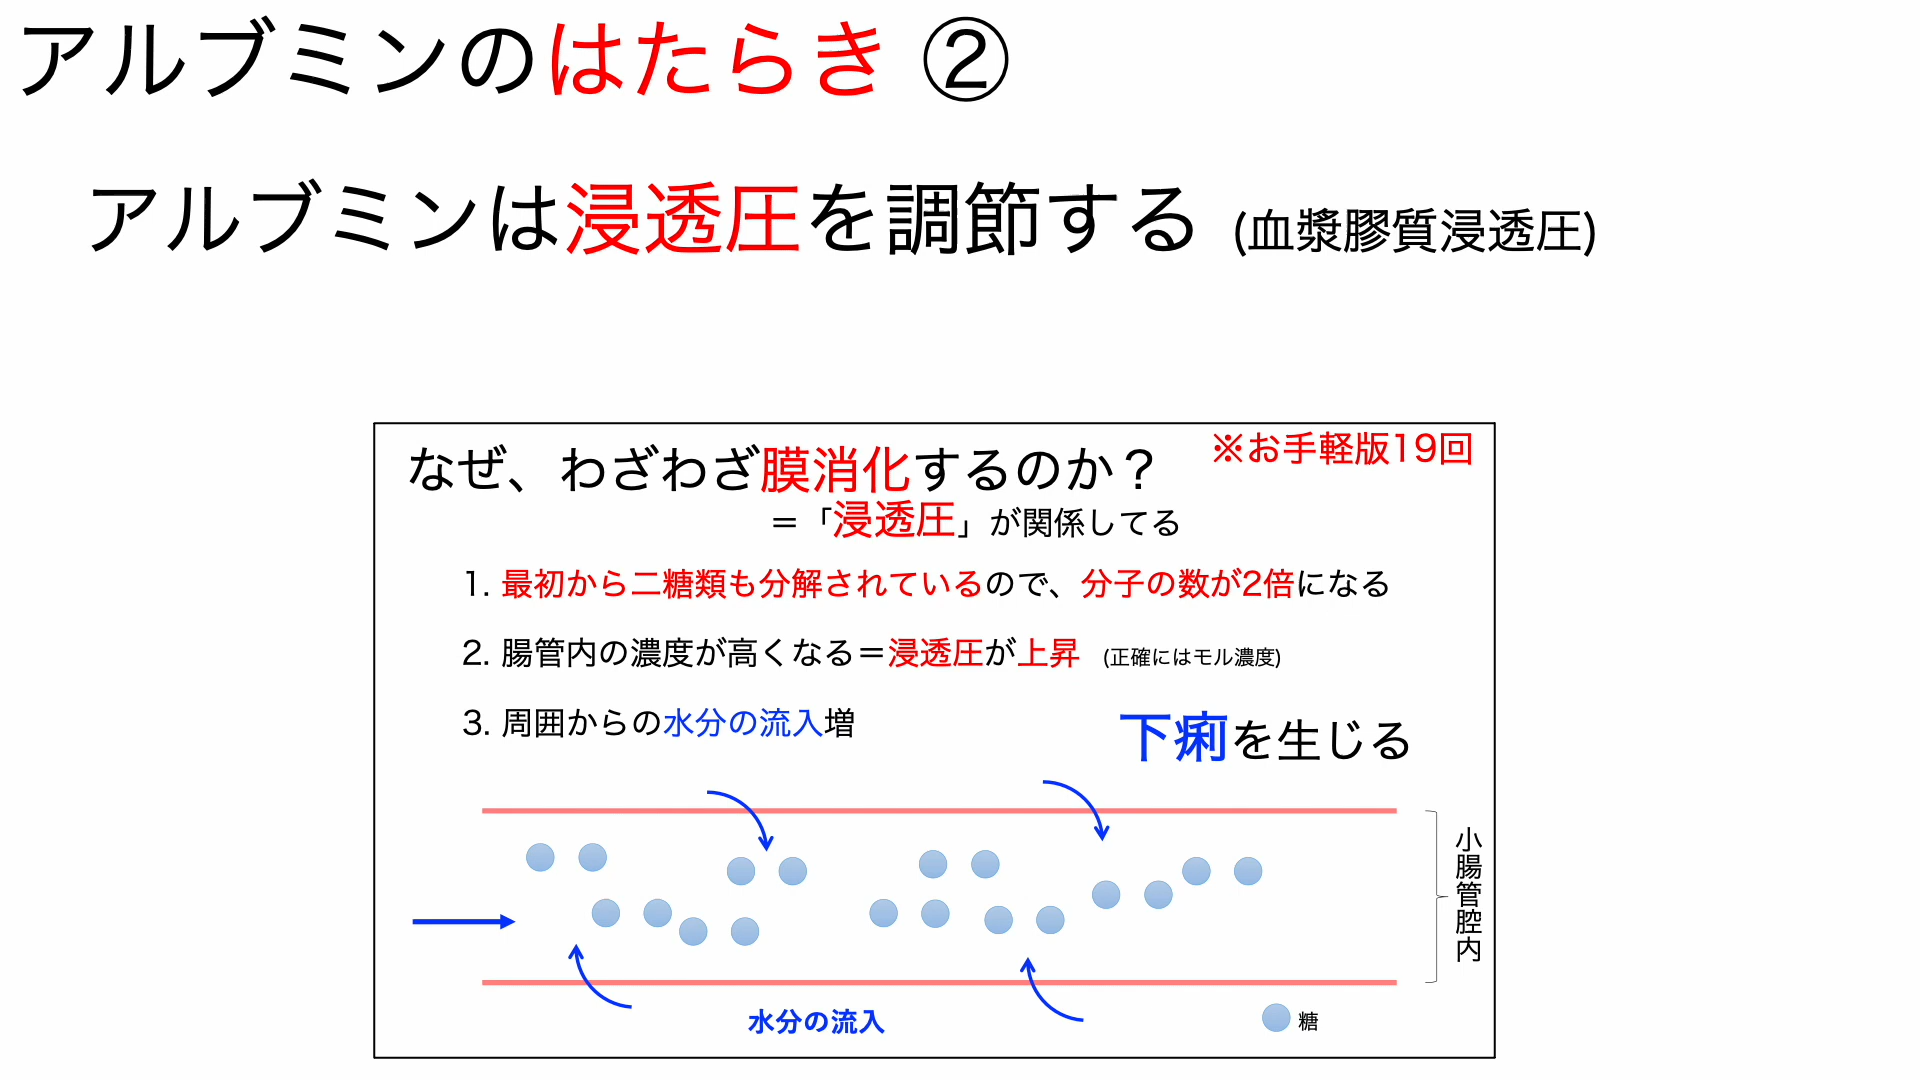 アルブミンのはたらき ②
アルブミンは浸透圧を調節する (血漿膠質浸透圧)
なぜ、わざわざ膜消化するのか？
※お手軽版19回
＝「浸透圧」が関係してる
1. 最初から二糖類も分解されているので、分子の数が2倍になる
2. 腸管内の濃度が高くなる＝浸透圧が上昇 (正確にはモル濃度)
3. 周囲からの水分の流入増
下痢を生じる
小腸管腔内
水分の流入
糖